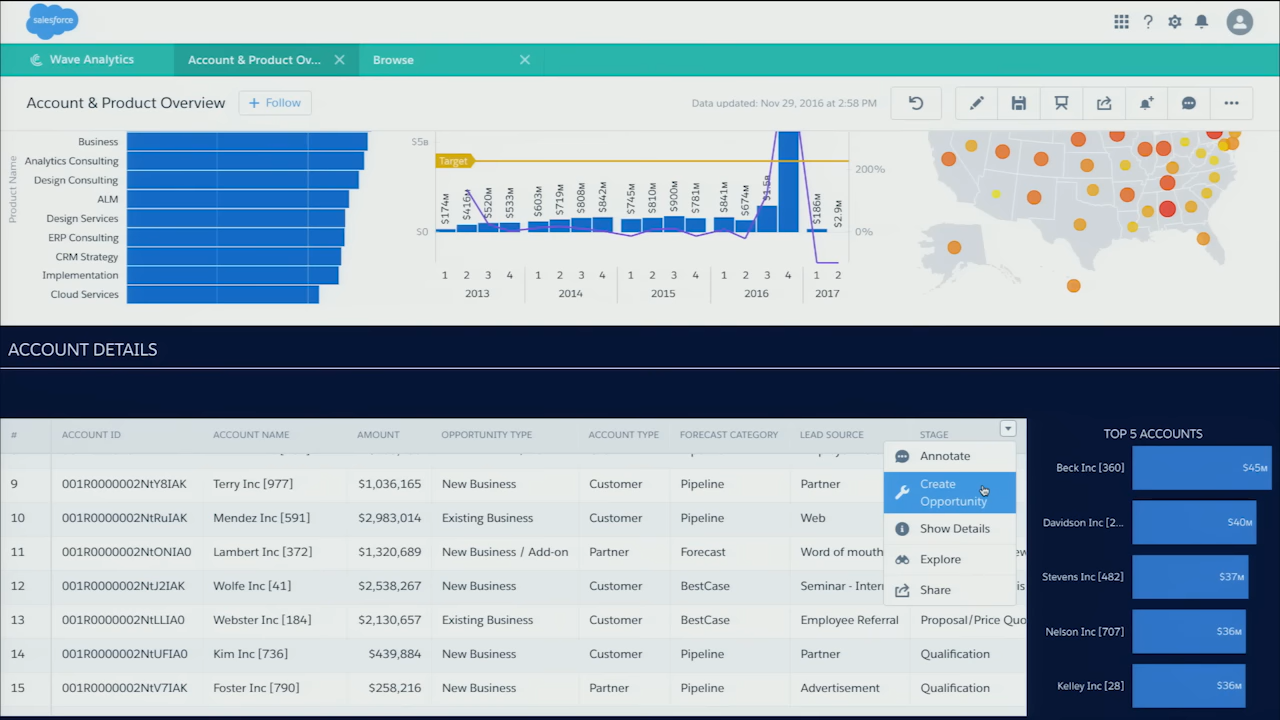 salesforce
Wave Analytics
Account & Product Ov...
Browse
Account & Product Overview
+ Follow
Data updated: Nov 29, 2016 at 2:58 PM
Product Name
Business
Analytics Consulting
Design Consulting
ALM
Design Services
ERP Consulting
CRM Strategy
Implementation
Cloud Services
$5B
Target
$0
$174M $416M $520M $533M $603M $719M $808M $842M $745M $810M $900M $781M $841M $674M $1.5B $186M $2.9M
200%
0%
1 2 3 4 1 2 3 4 1 2 3 4 1 2 3 4 1 2
2013 2014 2015 2016 2017
ACCOUNT DETAILS
# ACCOUNT ID ACCOUNT NAME AMOUNT OPPORTUNITY TYPE ACCOUNT TYPE FORECAST CATEGORY LEAD SOURCE STAGE
9 001R0000002NtY8IAK Terry Inc [977] $1,036,165 New Business Customer Pipeline Partner
10 001R0000002NtRuIAK Mendez Inc [591] $2,983,014 Existing Business Customer Pipeline Web
11 001R0000002NtONIA0 Lambert Inc [372] $1,320,689 New Business / Add-on Partner Forecast Word of mouth
12 001R0000002NtJ2IAK Wolfe Inc [41] $2,538,267 New Business Customer BestCase Seminar - Intern
13 001R0000002NtLLIA0 Webster Inc [184] $2,130,657 Existing Business Customer BestCase Employee Referral Proposal/Price Quo
14 001R0000002NtUFIA0 Kim Inc [736] $439,884 New Business Customer Pipeline Partner Qualification
15 001R0000002NtV7IAK Foster Inc [790] $258,216 New Business Partner Pipeline Advertisement Qualification
Annotate
Create
Opportunity
Show Details
Explore
Share
TOP 5 ACCOUNTS
Beck Inc [360] $45M
Davidson Inc [2... $40M
Stevens Inc [482] $37M
Nelson Inc [707] $36M
Kelley Inc [28] $36M